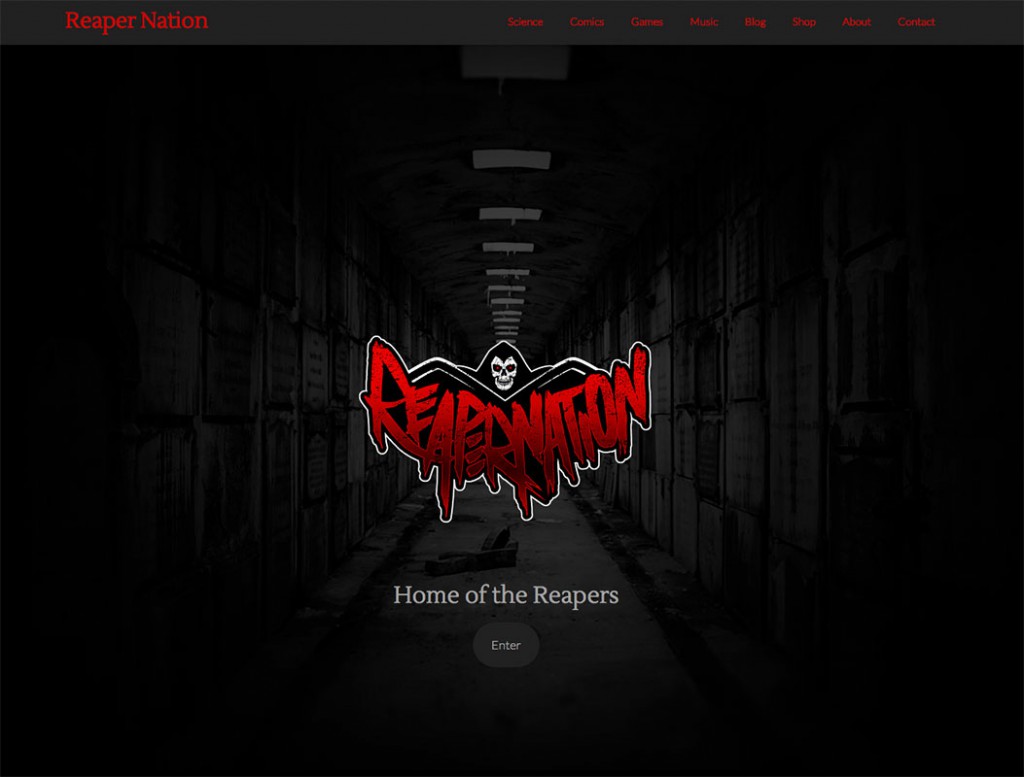 Reaper Nation
Science Comics Games Music Blog Shop About Contact
REAPERNATION
Home of the Reapers
Enter